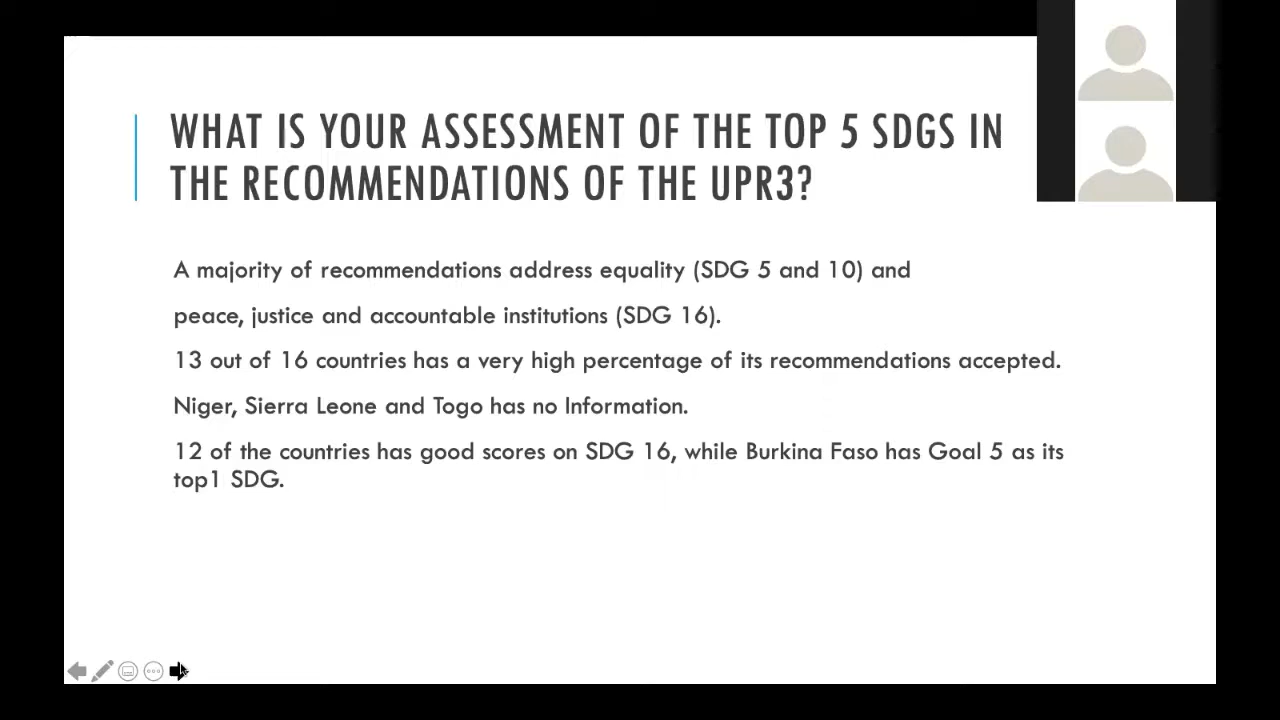 WHAT IS YOUR ASSESSMENT OF THE TOP 5 SDGS IN
THE RECOMMENDATIONS OF THE UPR3?
A majority of recommendations address equality (SDG 5 and 10) and
peace, justice and accountable institutions (SDG 16).
13 out of 16 countries has a very high percentage of its recommendations accepted.
Niger, Sierra Leone and Togo has no Information.
12 of the countries has good scores on SDG 16, while Burkina Faso has Goal 5 as its
top1 SDG.